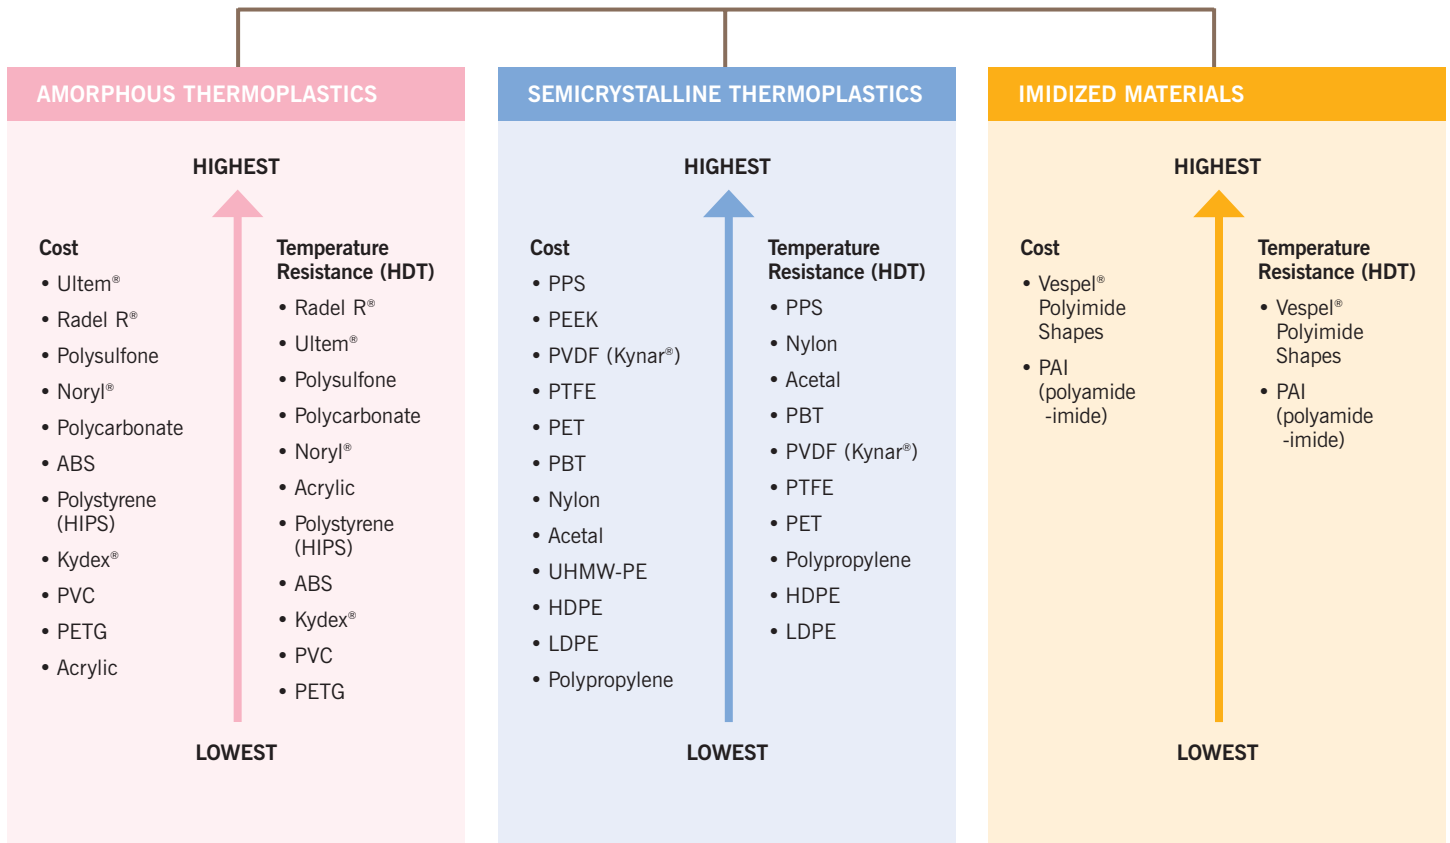 AMORPHOUS THERMOPLASTICS
HIGHEST
Cost
• Ultem®
• Radel R®
• Polysulfone
• Noryl®
• Polycarbonate
• ABS
• Polystyrene
(HIPS)
• Kydex®
• PVC
• PETG
• Acrylic
Temperature
Resistance (HDT)
• Radel R®
• Ultem®
• Polysulfone
• Polycarbonate
• Noryl®
• Acrylic
• Polystyrene
(HIPS)
• ABS
• Kydex®
• PVC
• PETG
LOWEST
SEMICRYSTALLINE THERMOPLASTICS
HIGHEST
Cost
• PPS
• PEEK
• PVDF (Kynar®)
• PTFE
• PET
• PBT
• Nylon
• Acetal
• UHMW-PE
• HDPE
• LDPE
• Polypropylene
Temperature
Resistance (HDT)
• PPS
• Nylon
• Acetal
• PBT
• PVDF (Kynar®)
• PTFE
• PET
• Polypropylene
• HDPE
• LDPE
LOWEST
IMIDIZED MATERIALS
HIGHEST
Cost
• Vespel®
Polyimide
Shapes
• PAI
(polyamide
-imide)
Temperature
Resistance (HDT)
• Vespel®
Polyimide
Shapes
• PAI
(polyamide
-imide)
LOWEST